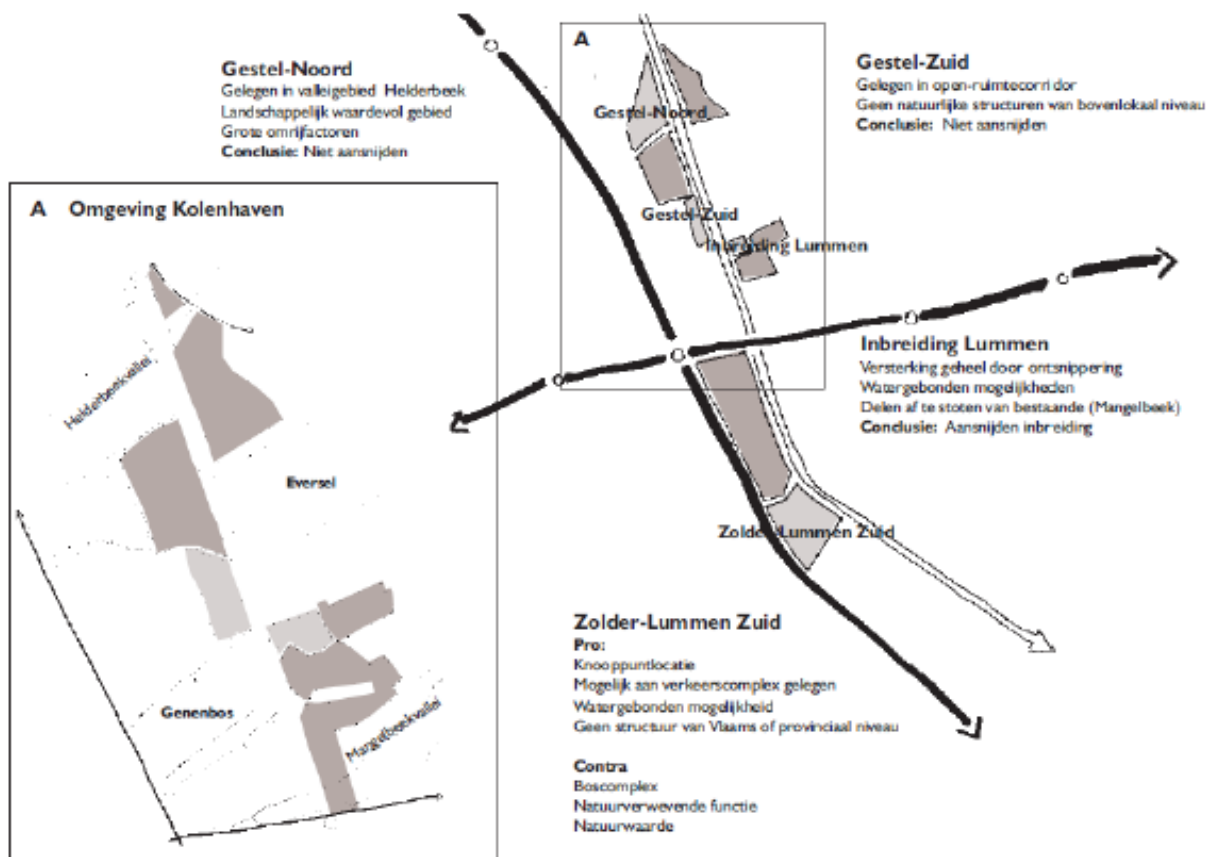 Gestel-Noord
Gelegen in valleigebied Helderbeek
Landschappelijk waardevol gebied
Grote omrijfactoren
Conclusie: Niet aansnijden
A
Gestel-Noord
Gestel-Zuid
Inbreiding Lummen
Zolder-Lummen Zuid
Gestel-Zuid
Gelegen in open-ruimtecorridor
Geen natuurlijke structuren van bovenlokaal niveau
Conclusie: Niet aansnijden
A Omgeving Kolenhaven
Helderbeekvallei
Eversel
Genenbos
Mangelbeekvallei
Inbreiding Lummen
Versterking geheel door ontsnippering
Watergebonden mogelijkheden
Delen af te stoten van bestaande (Mangelbeek)
Conclusie: Aansnijden inbreiding
Zolder-Lummen Zuid
Pro:
Knooppuntlocatie
Mogelijk aan verkeerscomplex gelegen
Watergebonden mogelijkheid
Geen structuur van Vlaams of provinciaal niveau
Contra
Boscomplex
Natuurverwevende functie
Natuurwaarde